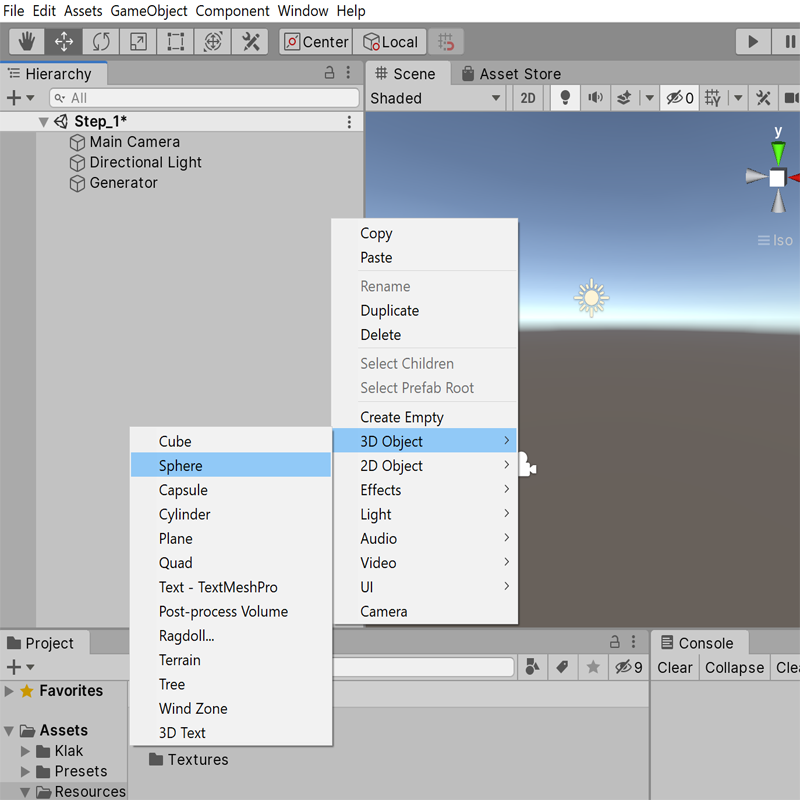 File Edit Assets GameObject Component Window Help
Center Local
Hierarchy
All
Step_1*
Main Camera
Directional Light
Generator
Scene Asset Store
Shaded 2D 0
y
Iso
Copy
Paste
Rename
Duplicate
Delete
Select Children
Select Prefab Root
Create Empty
3D Object
2D Object
Effects
Light
Audio
Video
UI
Camera
Cube
Sphere
Capsule
Cylinder
Plane
Quad
Text - TextMeshPro
Post-process Volume
Ragdoll...
Terrain
Tree
Wind Zone
3D Text
Project
9
Favorites
Assets
Klak
Presets
Resources
Textures
Console
Clear Collapse Cle